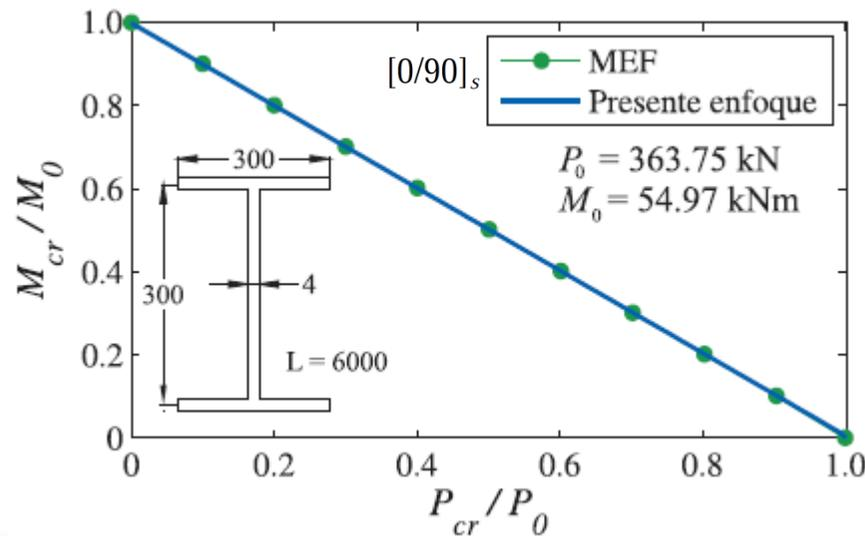 1.0
[0/90]s
MEF
Presente enfoque
0.8
300
P0 = 363.75 kN
M0 = 54.97 kNm
0.6
Mcr / M0
0.4
300
4
L = 6000
0.2
0
0 0.2 0.4 0.6 0.8 1.0
Pcr / P0